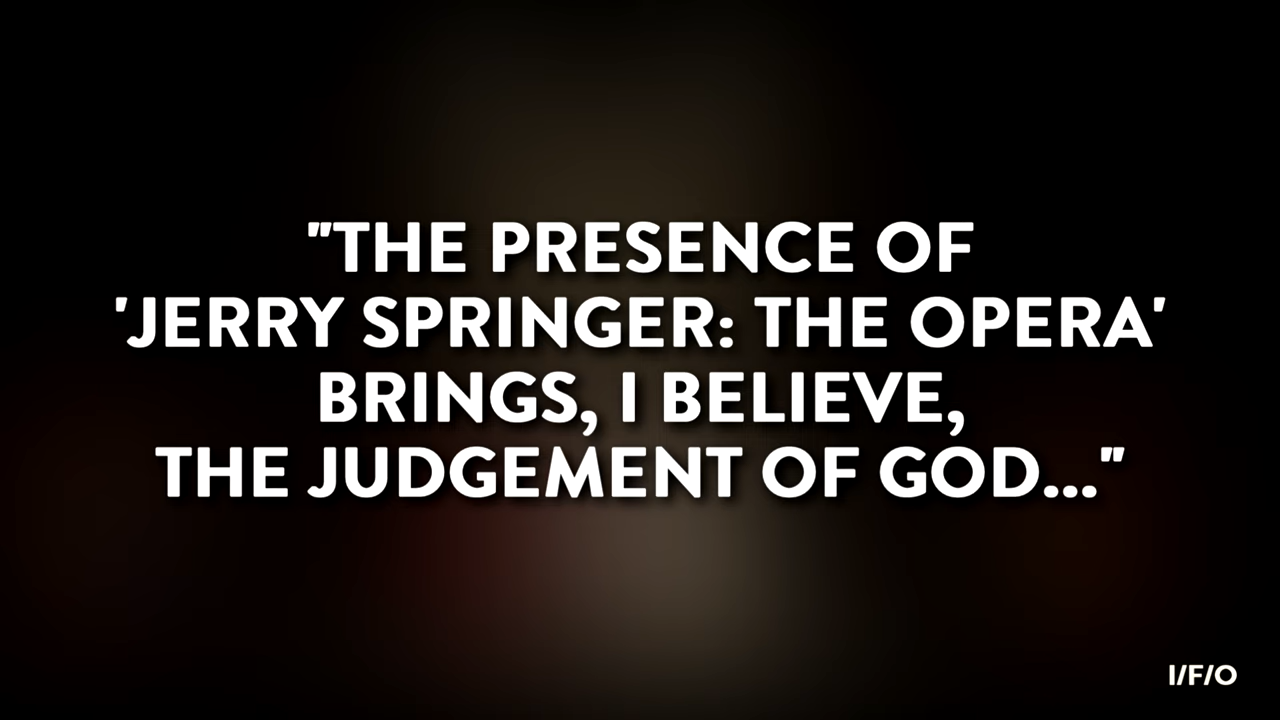 "THE PRESENCE OF
'JERRY SPRINGER: THE OPERA'
BRINGS, I BELIEVE,
THE JUDGEMENT OF GOD..."
I/F/O